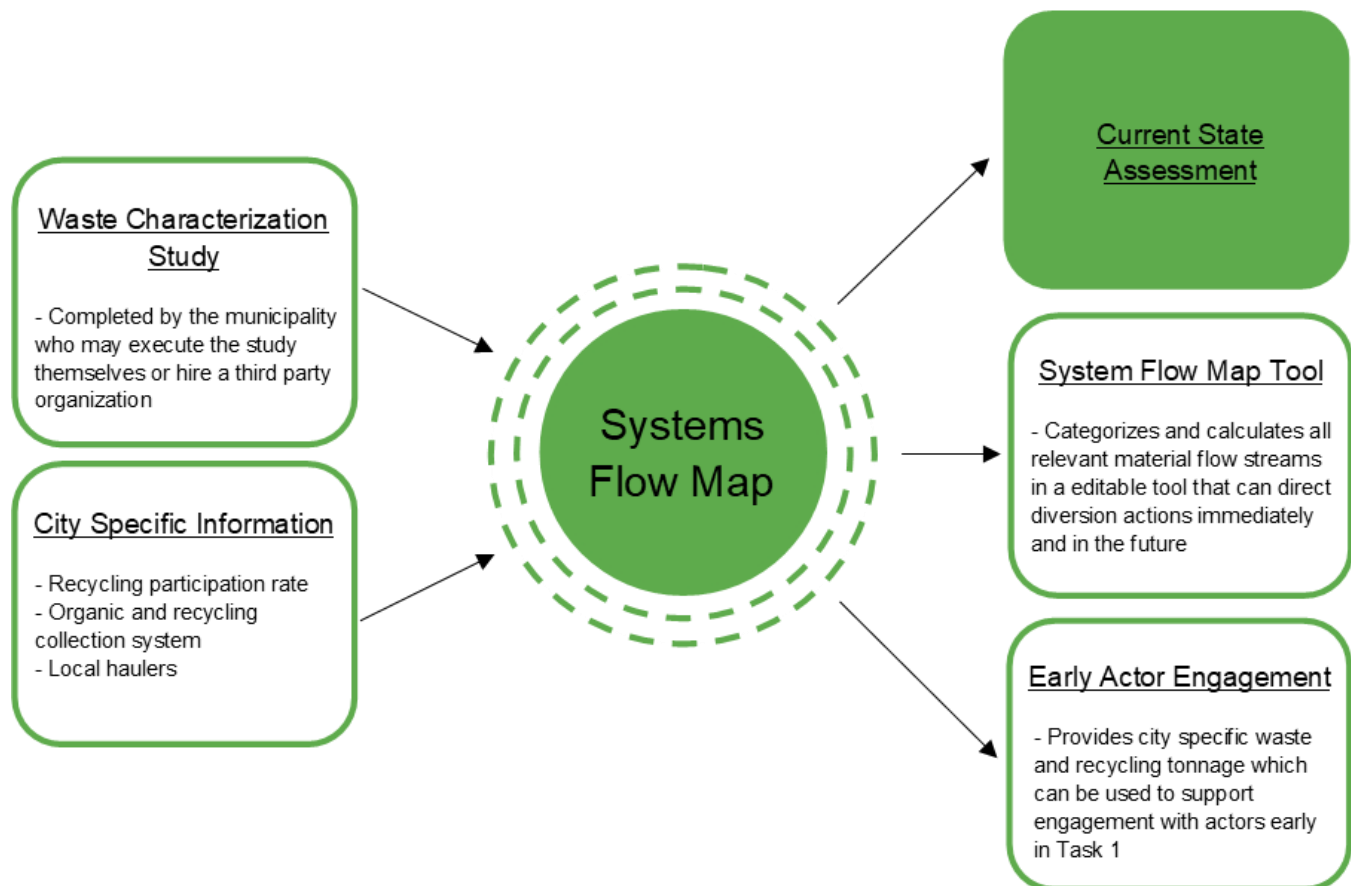 Waste Characterization
Study
- Completed by the municipality
who may execute the study
themselves or hire a third party
organization
City Specific Information
- Recycling participation rate
- Organic and recycling
collection system
- Local haulers
Systems
Flow Map
Current State
Assessment
System Flow Map Tool
- Categorizes and calculates all
relevant material flow streams
in a editable tool that can direct
diversion actions immediately
and in the future
Early Actor Engagement
- Provides city specific waste
and recycling tonnage which
can be used to support
engagement with actors early
in Task 1